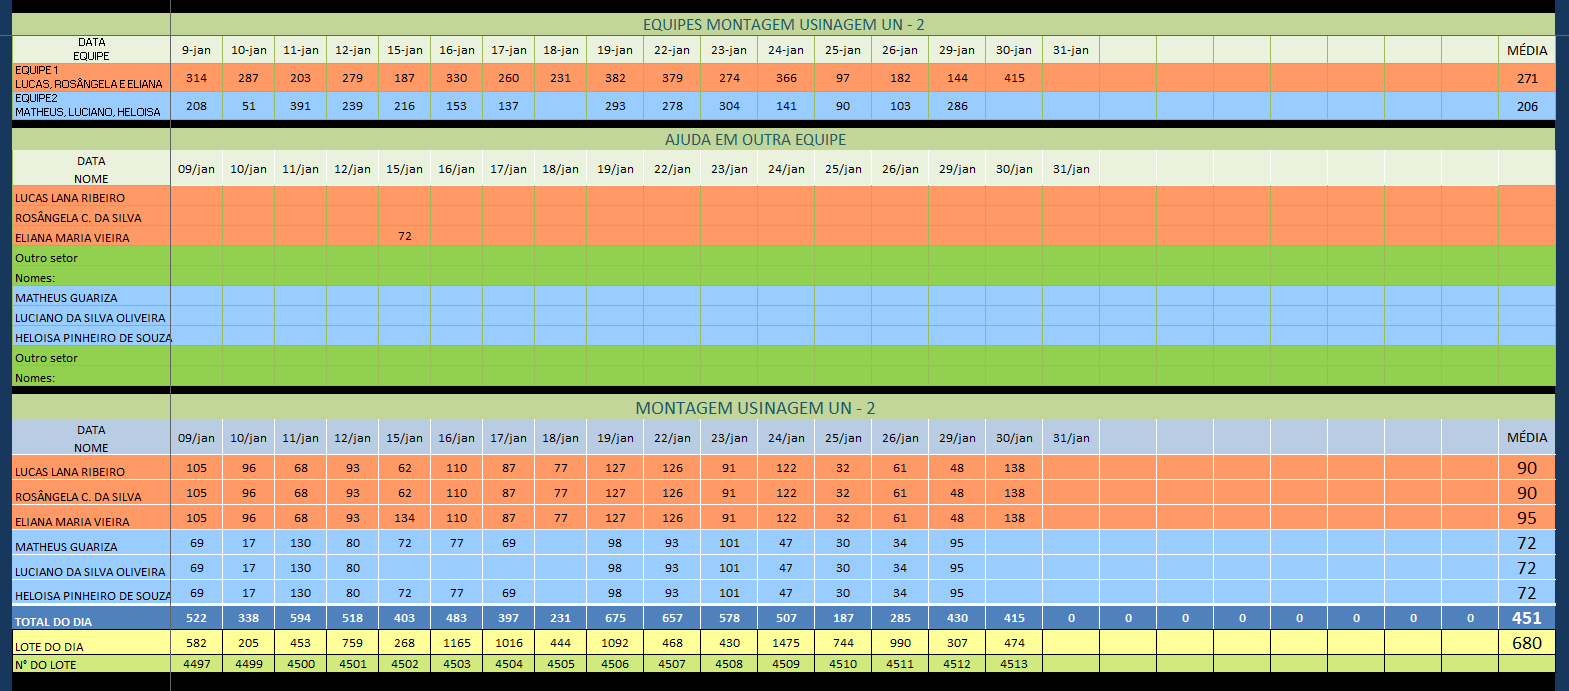 EQUIPES MONTAGEM USINAGEM UN - 2
DATA
EQUIPE
9-jan 10-jan 11-jan 12-jan 15-jan 16-jan 17-jan 18-jan 19-jan 22-jan 23-jan 24-jan 25-jan 26-jan 29-jan 30-jan 31-jan MÉDIA
EQUIPE 1
LUCAS, ROSÂNGELA E ELIANA
314 287 203 279 187 330 260 231 382 379 274 366 97 182 144 415 271
EQUIPE2
MATHEUS, LUCIANO, HELOISA
208 51 391 239 216 153 137 293 278 304 141 90 103 286 206
AJUDA EM OUTRA EQUIPE
DATA
NOME
09/jan 10/jan 11/jan 12/jan 15/jan 16/jan 17/jan 18/jan 19/jan 22/jan 23/jan 24/jan 25/jan 26/jan 29/jan 30/jan 31/jan
LUCAS LANA RIBEIRO
ROSÂNGELA C. DA SILVA
ELIANA MARIA VIEIRA 72
Outro setor
Nomes:
MATHEUS GUARIZA
LUCIANO DA SILVA OLIVEIRA
HELOISA PINHEIRO DE SOUZA
Outro setor
Nomes:
MONTAGEM USINAGEM UN - 2
DATA
NOME
09/jan 10/jan 11/jan 12/jan 15/jan 16/jan 17/jan 18/jan 19/jan 22/jan 23/jan 24/jan 25/jan 26/jan 29/jan 30/jan 31/jan MÉDIA
LUCAS LANA RIBEIRO 105 96 68 93 62 110 87 77 127 126 91 122 32 61 48 138 90
ROSÂNGELA C. DA SILVA 105 96 68 93 62 110 87 77 127 126 91 122 32 61 48 138 90
ELIANA MARIA VIEIRA 105 96 68 93 134 110 87 77 127 126 91 122 32 61 48 138 95
MATHEUS GUARIZA 69 17 130 80 72 77 69 98 93 101 47 30 34 95 72
LUCIANO DA SILVA OLIVEIRA 69 17 130 80 98 93 101 47 30 34 95 72
HELOISA PINHEIRO DE SOUZA 69 17 130 80 72 77 69 98 93 101 47 30 34 95 72
TOTAL DO DIA 522 338 594 518 403 483 397 231 675 657 578 507 187 285 430 415 0 0 0 0 0 0 0 0 451
LOTE DO DIA 582 205 453 759 268 1165 1016 444 1092 468 430 1475 744 990 307 474 680
N° DO LOTE 4497 4499 4500 4501 4502 4503 4504 4505 4506 4507 4508 4509 4510 4511 4512 4513